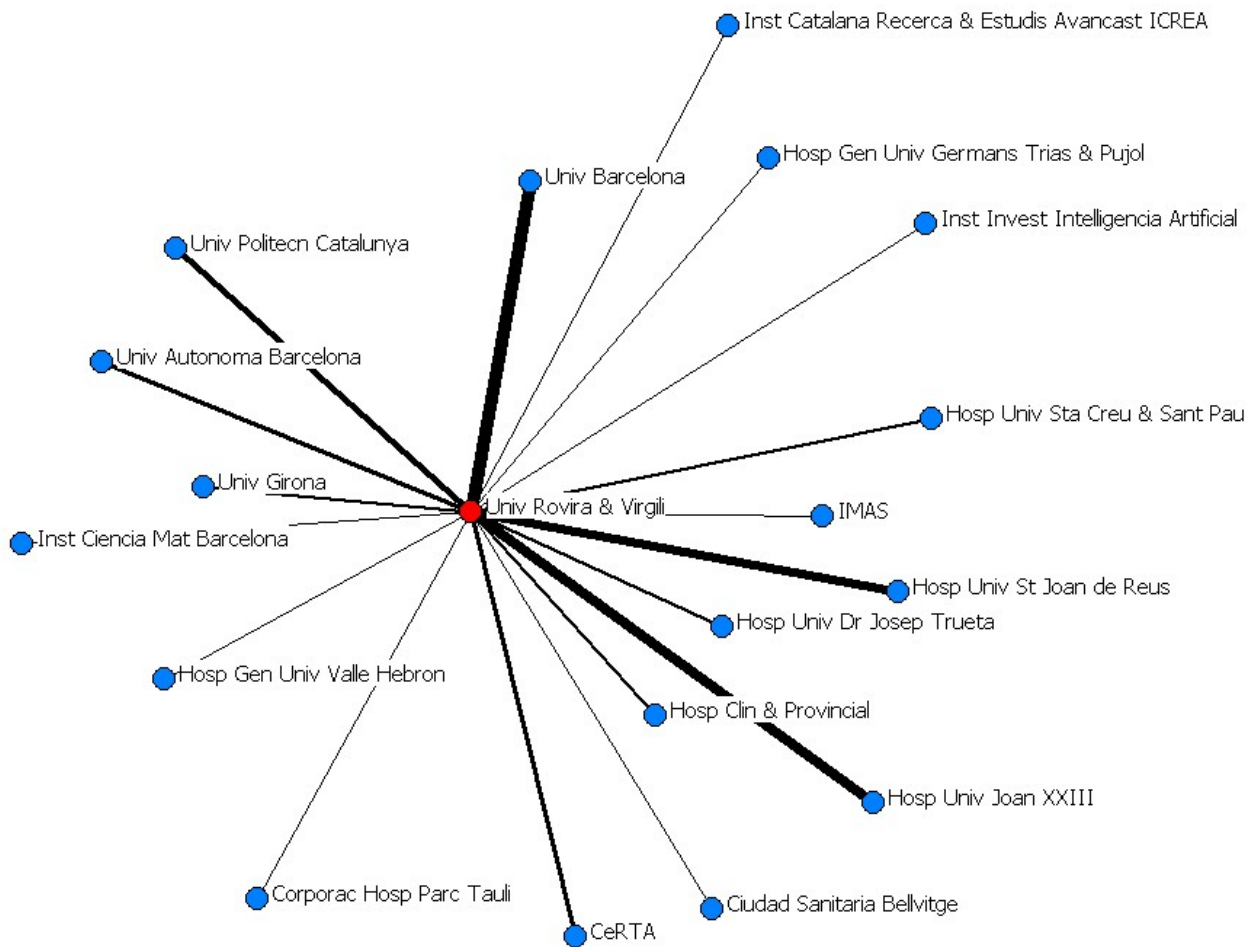 Inst Catalana Recerca & Estudis Avancast ICREA
Hosp Gen Univ Germans Trias & Pujol
Univ Barcelona
Inst Invest Intelligencia Artificial
Univ Politecn Catalunya
Univ Autonoma Barcelona
Hosp Univ Sta Creu & Sant Pau
Univ Girona
Univ Rovira & Virgili
IMAS
Inst Ciencia Mat Barcelona
Hosp Univ St Joan de Reus
Hosp Univ Dr Josep Trueta
Hosp Gen Univ Valle Hebron
Hosp Clin & Provincial
Hosp Univ Joan XXIII
Corporac Hosp Parc Tauli
Ciudad Sanitaria Bellvitge
CeRTA